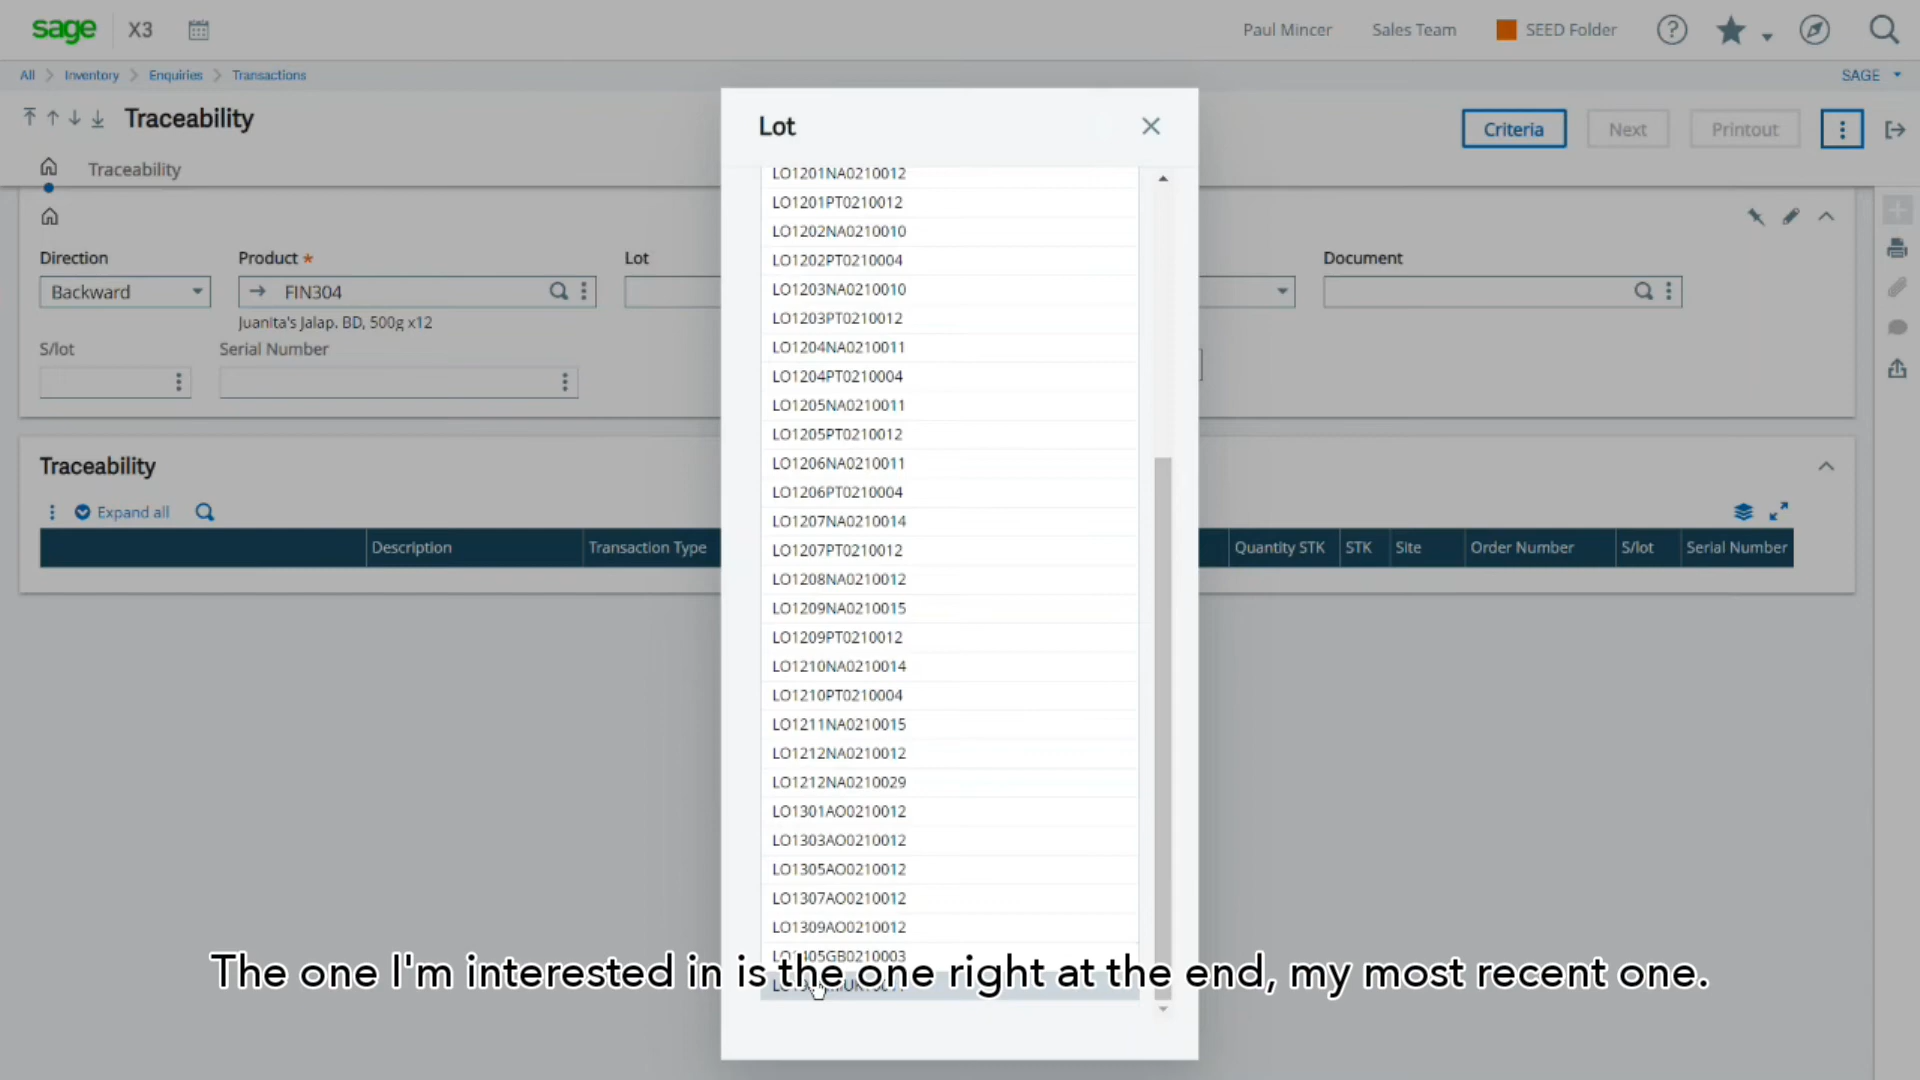 sage X3 Paul Mincer Sales Team SEED Folder
All Inventory Enquiries Transactions SAGE
Traceability Criteria Next Printout
Traceability
Direction Product * Lot Document
Backward FIN304
Juanita's Jalap. BD, 500g x12
S/lot Serial Number
Traceability
Expand all
Description Transaction Type Quantity STK STK Site Order Number S/lot Serial Number
Lot
LO1201NA0210012
LO1201PT0210012
LO1202NA0210010
LO1202PT0210004
LO1203NA0210010
LO1203PT0210012
LO1204NA0210011
LO1204PT0210004
LO1205NA0210011
LO1205PT0210012
LO1206NA0210011
LO1206PT0210004
LO1207NA0210014
LO1207PT0210012
LO1208NA0210012
LO1209NA0210015
LO1209PT0210012
LO1210NA0210014
LO1210PT0210004
LO1211NA0210015
LO1212NA0210012
LO1212NA0210029
LO1301AO0210012
LO1303AO0210012
LO1305AO0210012
LO1307AO0210012
LO1309AO0210012
The one I'm interested in is the one right at the end, my most recent one.